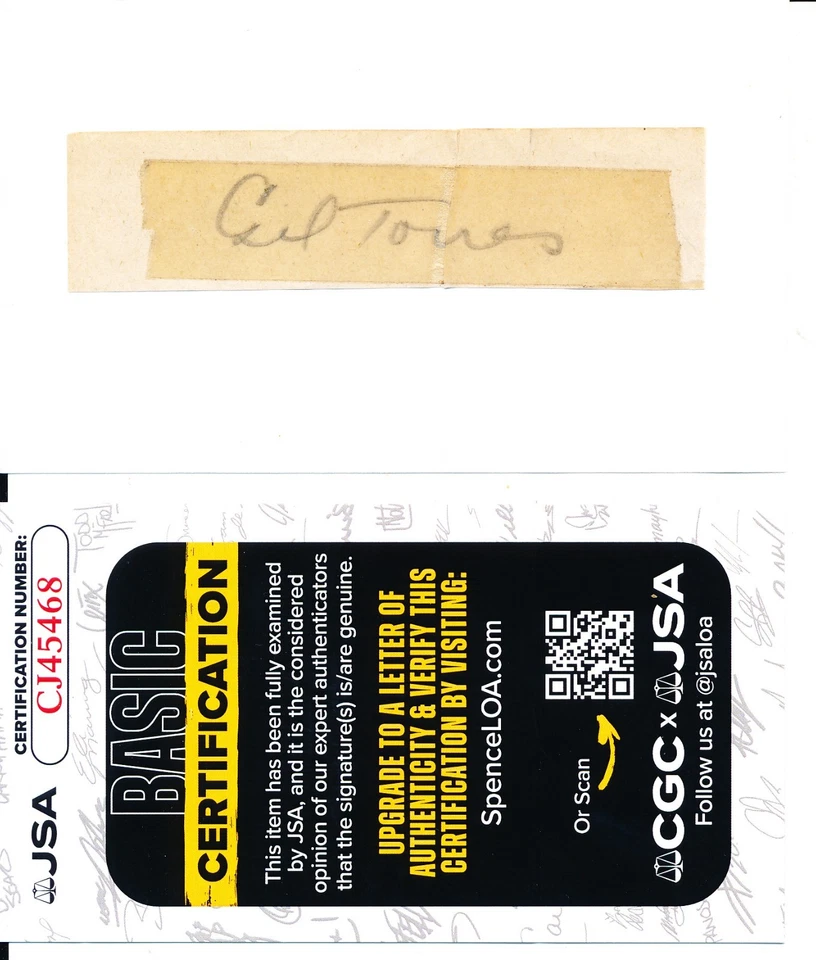 Gil Torres
JSA
CERTIFICATION NUMBER:
CJ45468
BASIC
CERTIFICATION
This item has been fully examined
by JSA, and it is the considered
opinion of our expert authenticators
that the signature(s) is/are genuine.
UPGRADE TO A LETTER OF
AUTHENTICITY & VERIFY THIS
CERTIFICATION BY VISITING:
SpenceLOA.com
Or Scan
CGC x JSA
Follow us at @jsaloa